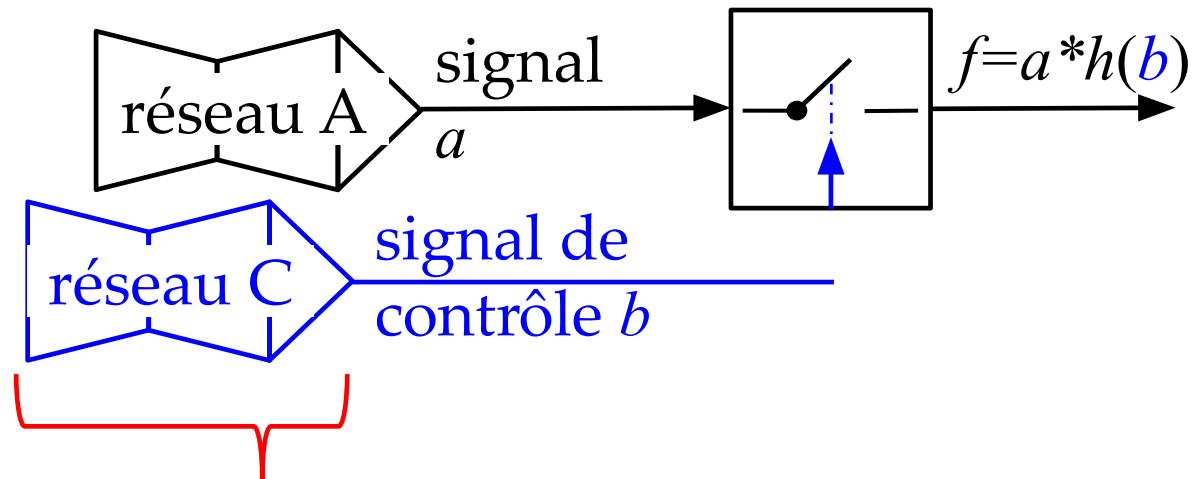 réseau A
signal
a
f=a*h(b)
réseau C
signal de
contrôle b